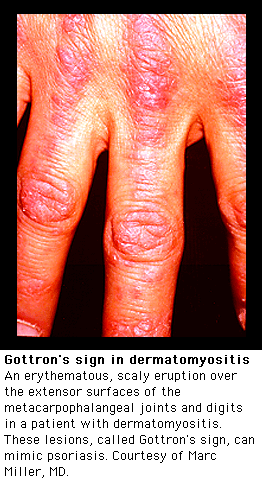 Gottron's sign in dermatomyositis
An erythematous, scaly eruption over
the extensor surfaces of the
metacarpophalangeal joints and digits
in a patient with dermatomyositis.
These lesions, called Gottron's sign, can
mimic psoriasis. Courtesy of Marc
Miller, MD.